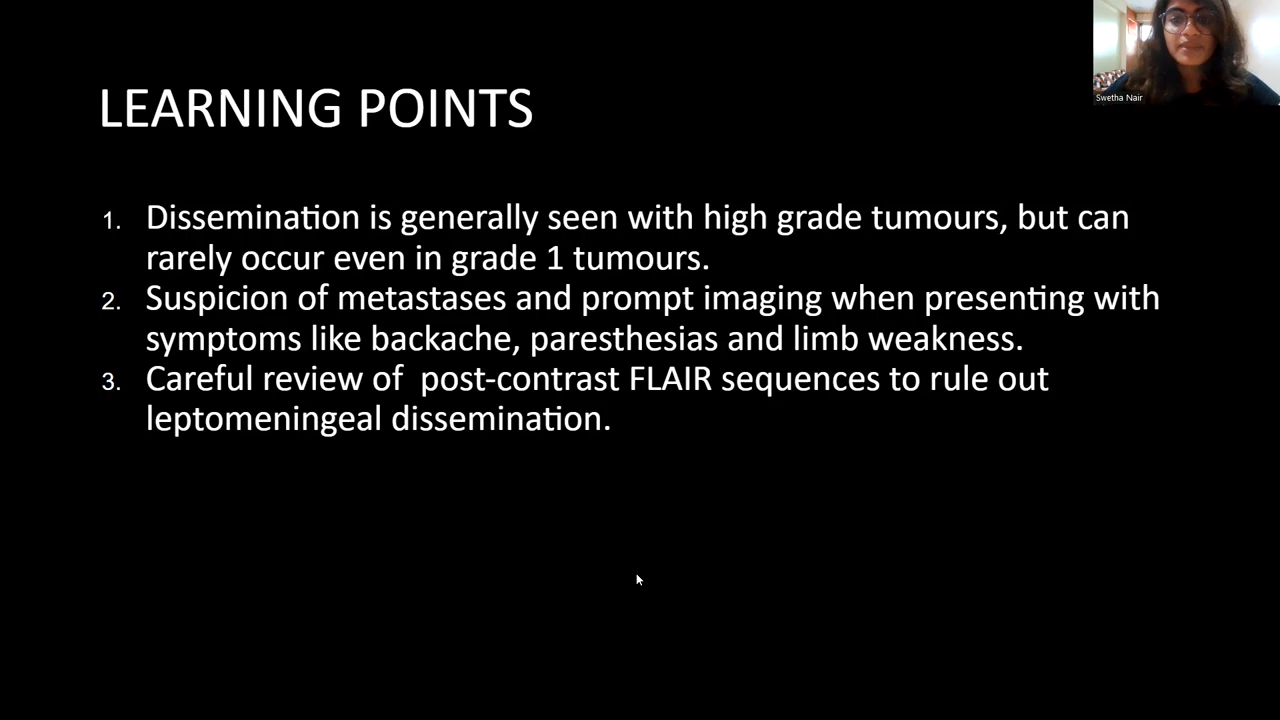 Swetha Nair
LEARNING POINTS
1. Dissemination is generally seen with high grade tumours, but can
rarely occur even in grade 1 tumours.
2. Suspicion of metastases and prompt imaging when presenting with
symptoms like backache, paresthesias and limb weakness.
3. Careful review of  post-contrast FLAIR sequences to rule out
leptomeningeal dissemination.